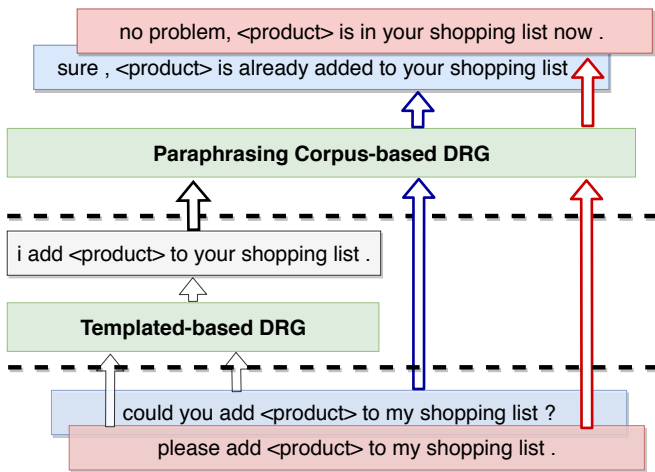 no problem, <product> is in your shopping list now .
sure , <product> is already added to your shopping list
Paraphrasing Corpus-based DRG
i add <product> to your shopping list .
Templated-based DRG
could you add <product> to my shopping list ?
please add <product> to my shopping list .